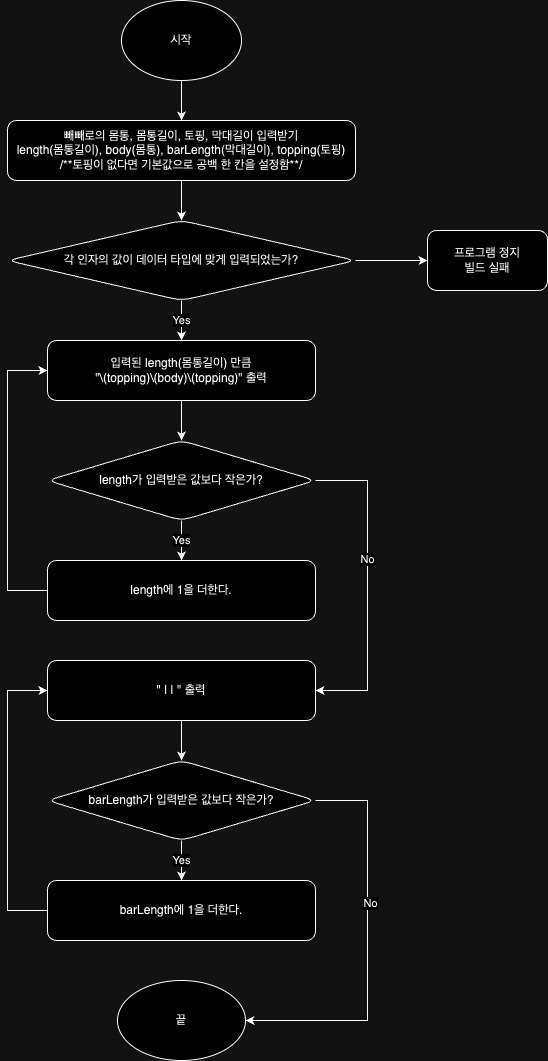 시작
빼빼로의 몸통, 몸통길이, 토핑, 막대길이 입력받기
length(몸통길이), body(몸통), barLength(막대길이), topping(토핑)
/**토핑이 없다면 기본값으로 공백 한 칸을 설정함**/
각 인자의 값이 데이터 타입에 맞게 입력되었는가?
프로그램 정지
빌드 실패
Yes
입력된 length(몸통길이) 만큼
"\(topping)\(body)\(topping)" 출력
length가 입력받은 값보다 작은가?
Yes
No
length에 1을 더한다.
" | | " 출력
barLength가 입력받은 값보다 작은가?
Yes
No
barLength에 1을 더한다.
끝